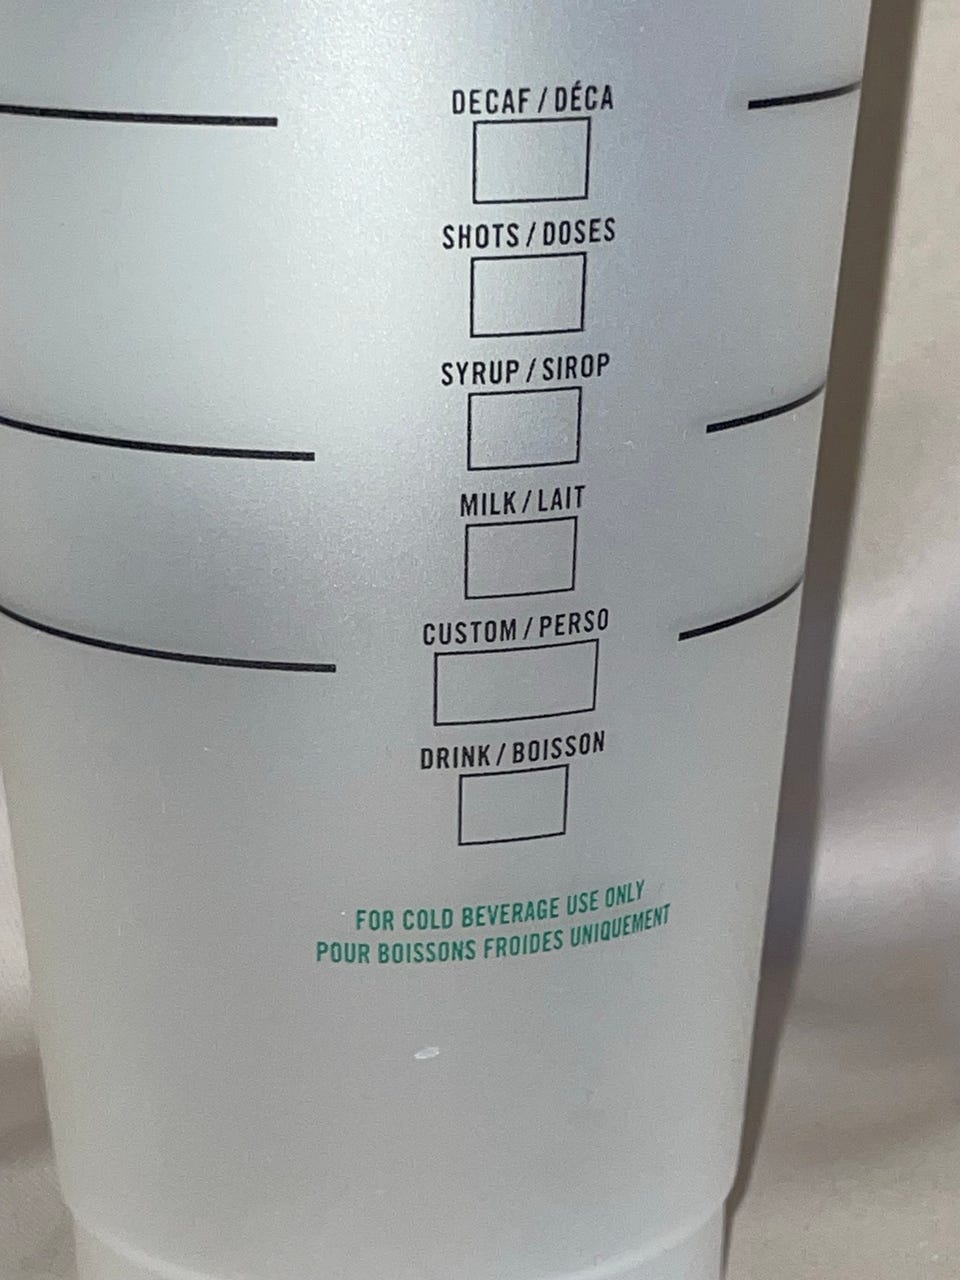 DECAF / DÉCA
SHOTS / DOSES
SYRUP / SIROP
MILK / LAIT
CUSTOM / PERSO
DRINK / BOISSON
FOR COLD BEVERAGE USE ONLY
POUR BOISSONS FROIDES UNIQUEMENT